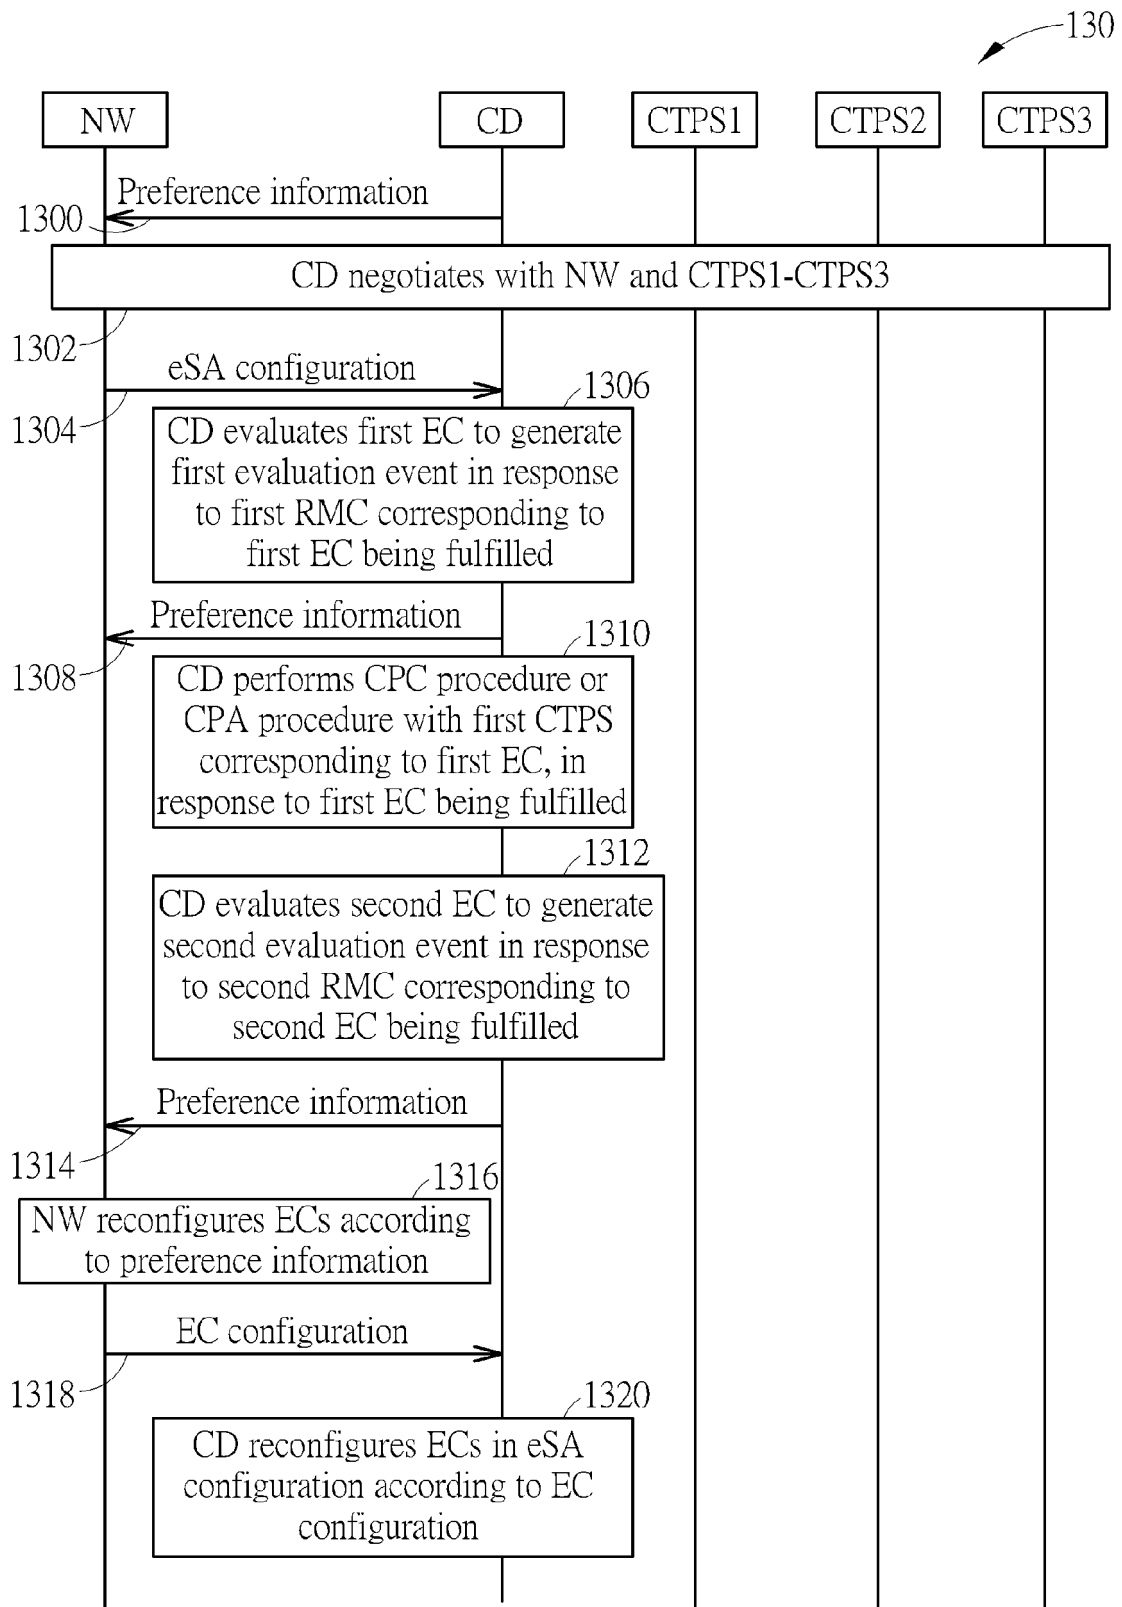 130
NW
CD
CTPS1
CTPS2
CTPS3
Preference information
1300
CD negotiates with NW and CTPS1-CTPS3
1302
eSA configuration
1304
1306
CD evaluates first EC to generate
first evaluation event in response
to first RMC corresponding to
first EC being fulfilled
Preference information
1308
1310
CD performs CPC procedure or
CPA procedure with first CTPS
corresponding to first EC, in
response to first EC being fulfilled
1312
CD evaluates second EC to generate
second evaluation event in response
to second RMC corresponding to
second EC being fulfilled
Preference information
1314
1316
NW reconfigures ECs according
to preference information
EC configuration
1318
1320
CD reconfigures ECs in eSA
configuration according to EC
configuration